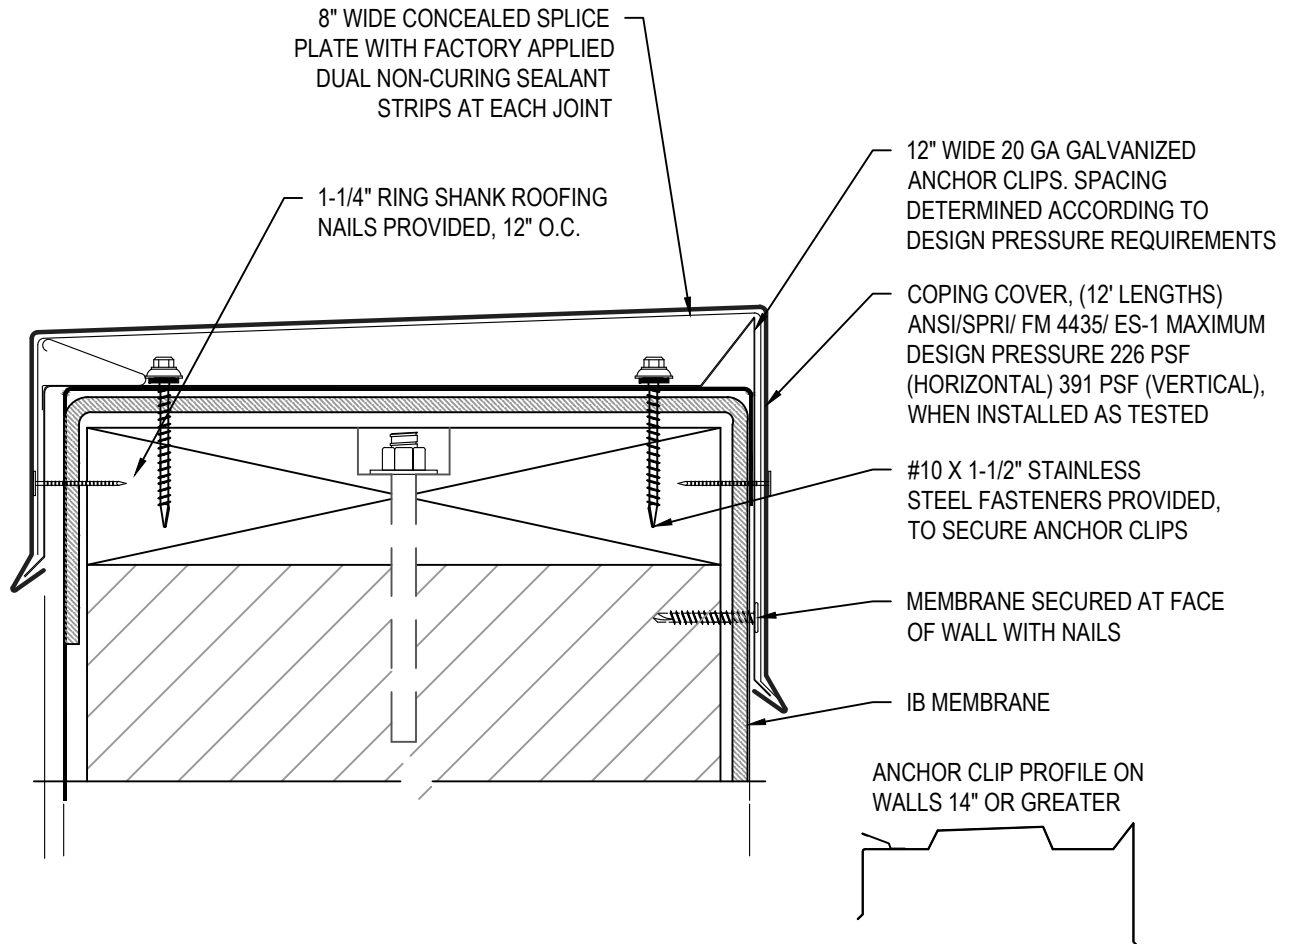 8" WIDE CONCEALED SPLICE
PLATE WITH FACTORY APPLIED
DUAL NON-CURING SEALANT
STRIPS AT EACH JOINT
1-1/4" RING SHANK ROOFING
NAILS PROVIDED, 12" O.C.
12" WIDE 20 GA GALVANIZED
ANCHOR CLIPS. SPACING
DETERMINED ACCORDING TO
DESIGN PRESSURE REQUIREMENTS
COPING COVER, (12' LENGTHS)
ANSI/SPRI/ FM 4435/ ES-1 MAXIMUM
DESIGN PRESSURE 226 PSF
(HORIZONTAL) 391 PSF (VERTICAL),
WHEN INSTALLED AS TESTED
#10 X 1-1/2" STAINLESS
STEEL FASTENERS PROVIDED,
TO SECURE ANCHOR CLIPS
MEMBRANE SECURED AT FACE
OF WALL WITH NAILS
IB MEMBRANE
ANCHOR CLIP PROFILE ON
WALLS 14" OR GREATER